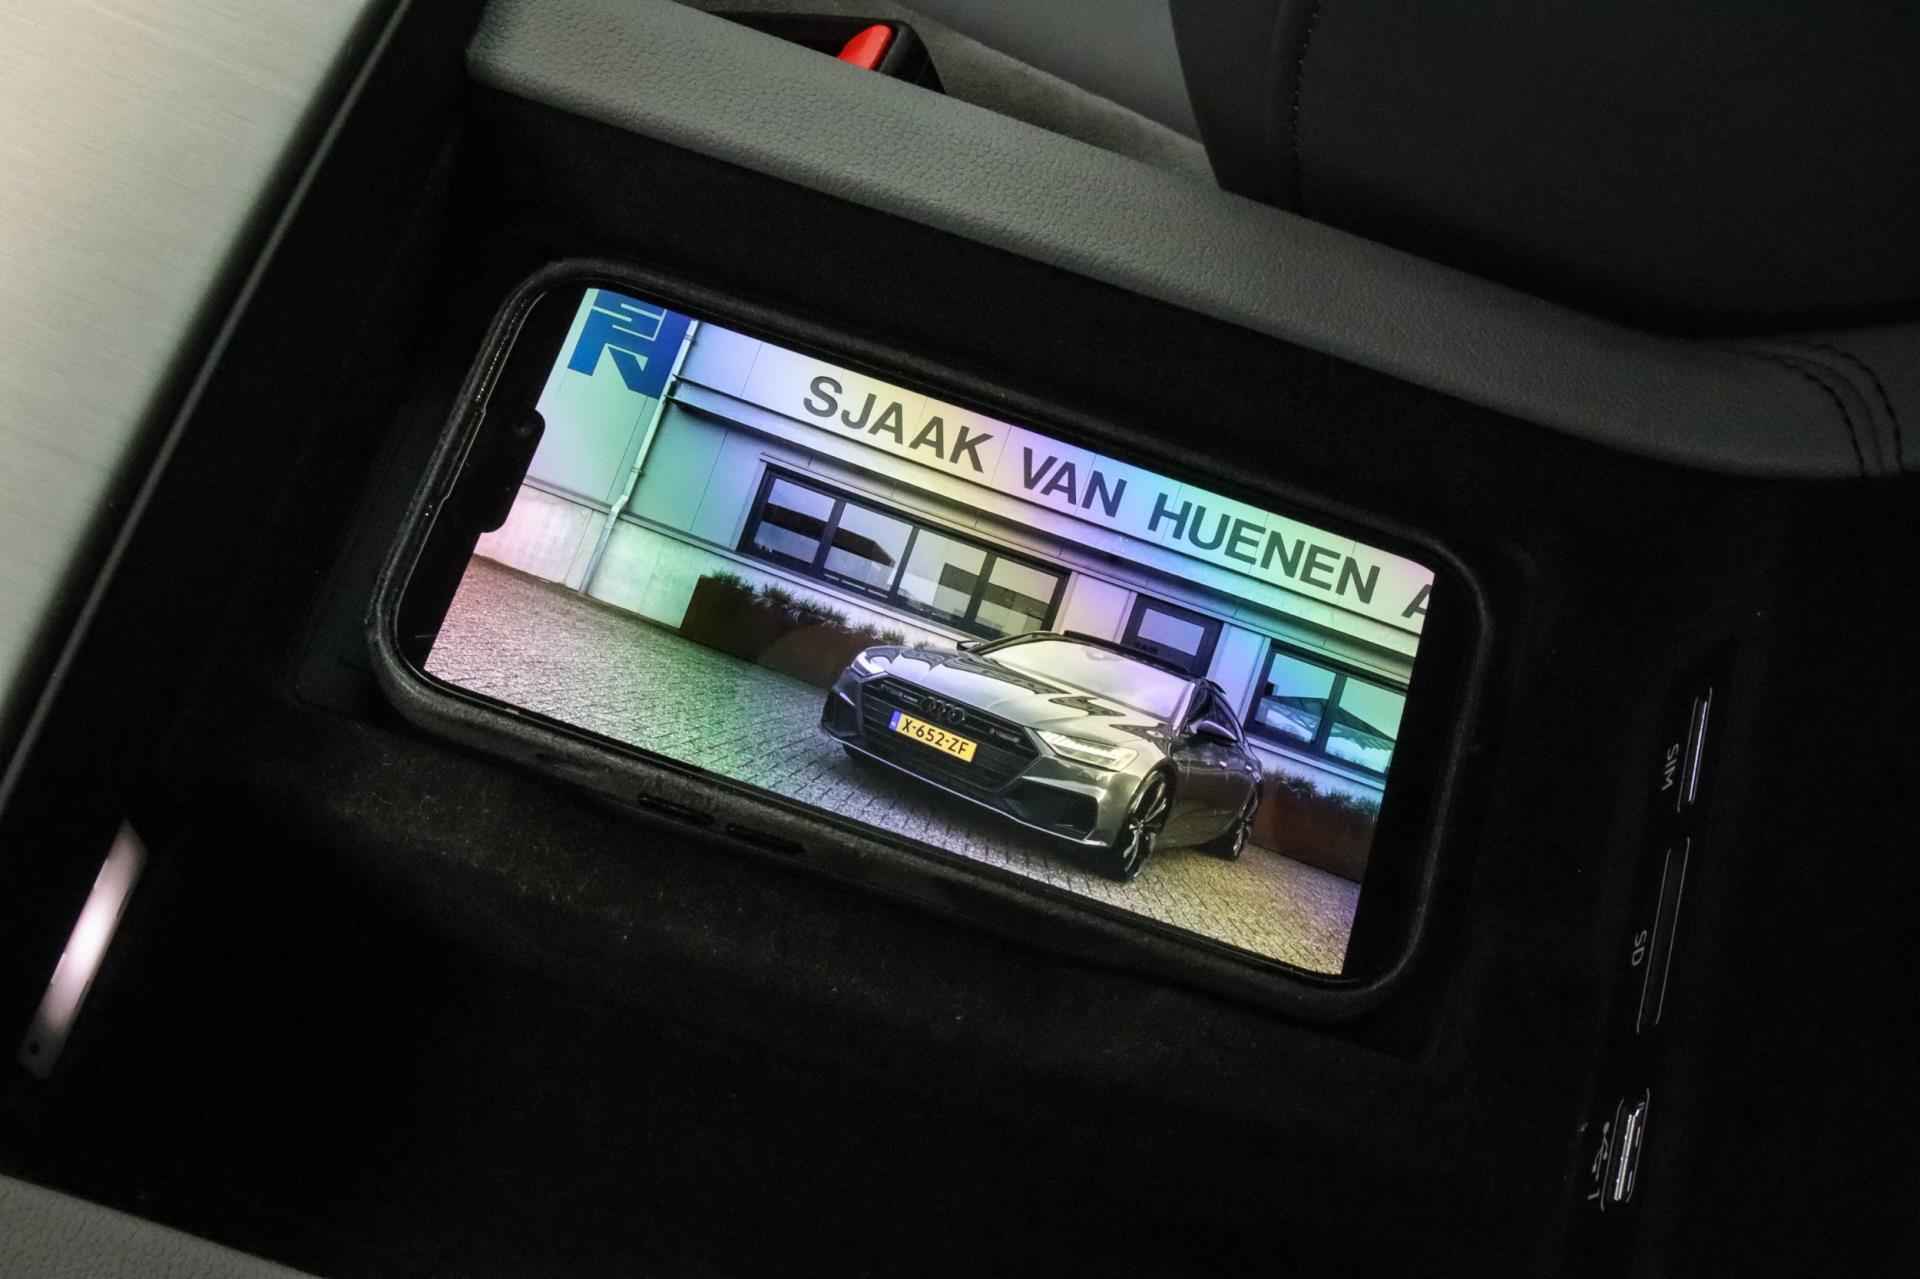 SJAAK VAN HUENEN A
X-652-ZF
SIM
SD